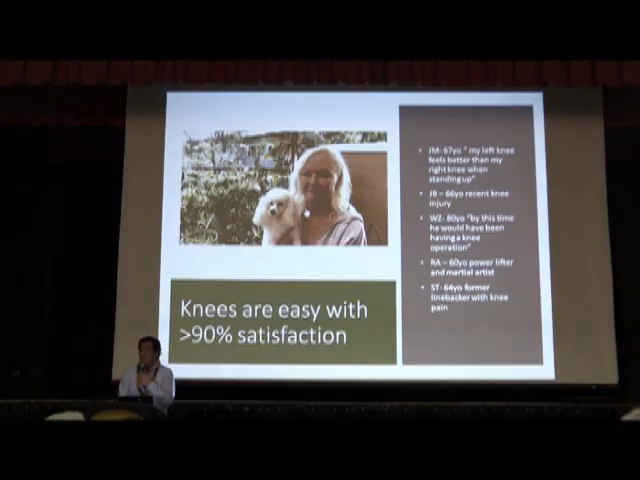 • JM- 67yo " my left knee
feels better than my
right knee when
standing up"
• JB – 66yo recent knee
injury
• WZ- 80yo "by this time
he would have been
having a knee
operation"
• RA – 60yo power lifter
and martial artist
• ST- 64yo former
linebacker with knee
pain
Knees are easy with
>90% satisfaction